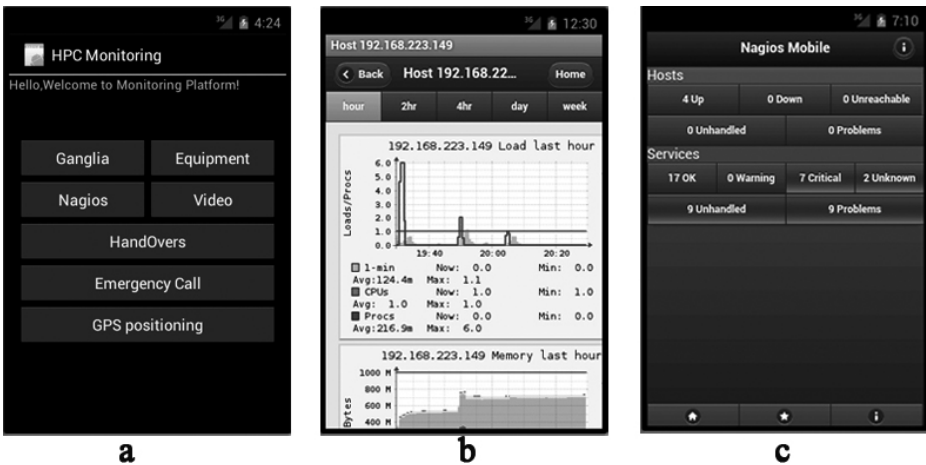 3G 4:24
HPC Monitoring
Hello,Welcome to Monitoring Platform!
Ganglia Equipment
Nagios Video
HandOvers
Emergency Call
GPS positioning
a
3G 12:30
Host 192.168.223.149
Back Host 192.168.22... Home
hour 2hr 4hr day week
192.168.223.149 Load last hour
Loads/Procs
6.0
5.0
4.0
3.0
2.0
1.0
0.0
19:40 20:00 20:20
1-min Now: 0.0 Min: 0.0
Avg:124.4m Max: 1.1
CPUs Now: 1.0 Min: 1.0
Avg: 1.0 Max: 1.0
Procs Now: 0.0 Min: 0.0
Avg:216.9m Max: 6.0
192.168.223.149 Memory last hour
Bytes
1000 M
800 M
600 M
400 M
b
3G 7:10
Nagios Mobile i
Hosts
4 Up 0 Down 0 Unreachable
0 Unhandled 0 Problems
Services
17 OK 0 Warning 7 Critical 2 Unknown
9 Unhandled 9 Problems
i
c